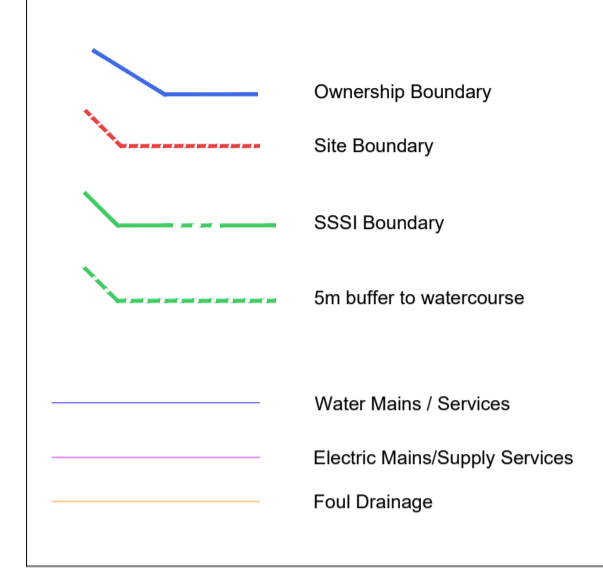 Ownership Boundary
Site Boundary
SSSI Boundary
5m buffer to watercourse
Water Mains / Services
Electric Mains/Supply Services
Foul Drainage